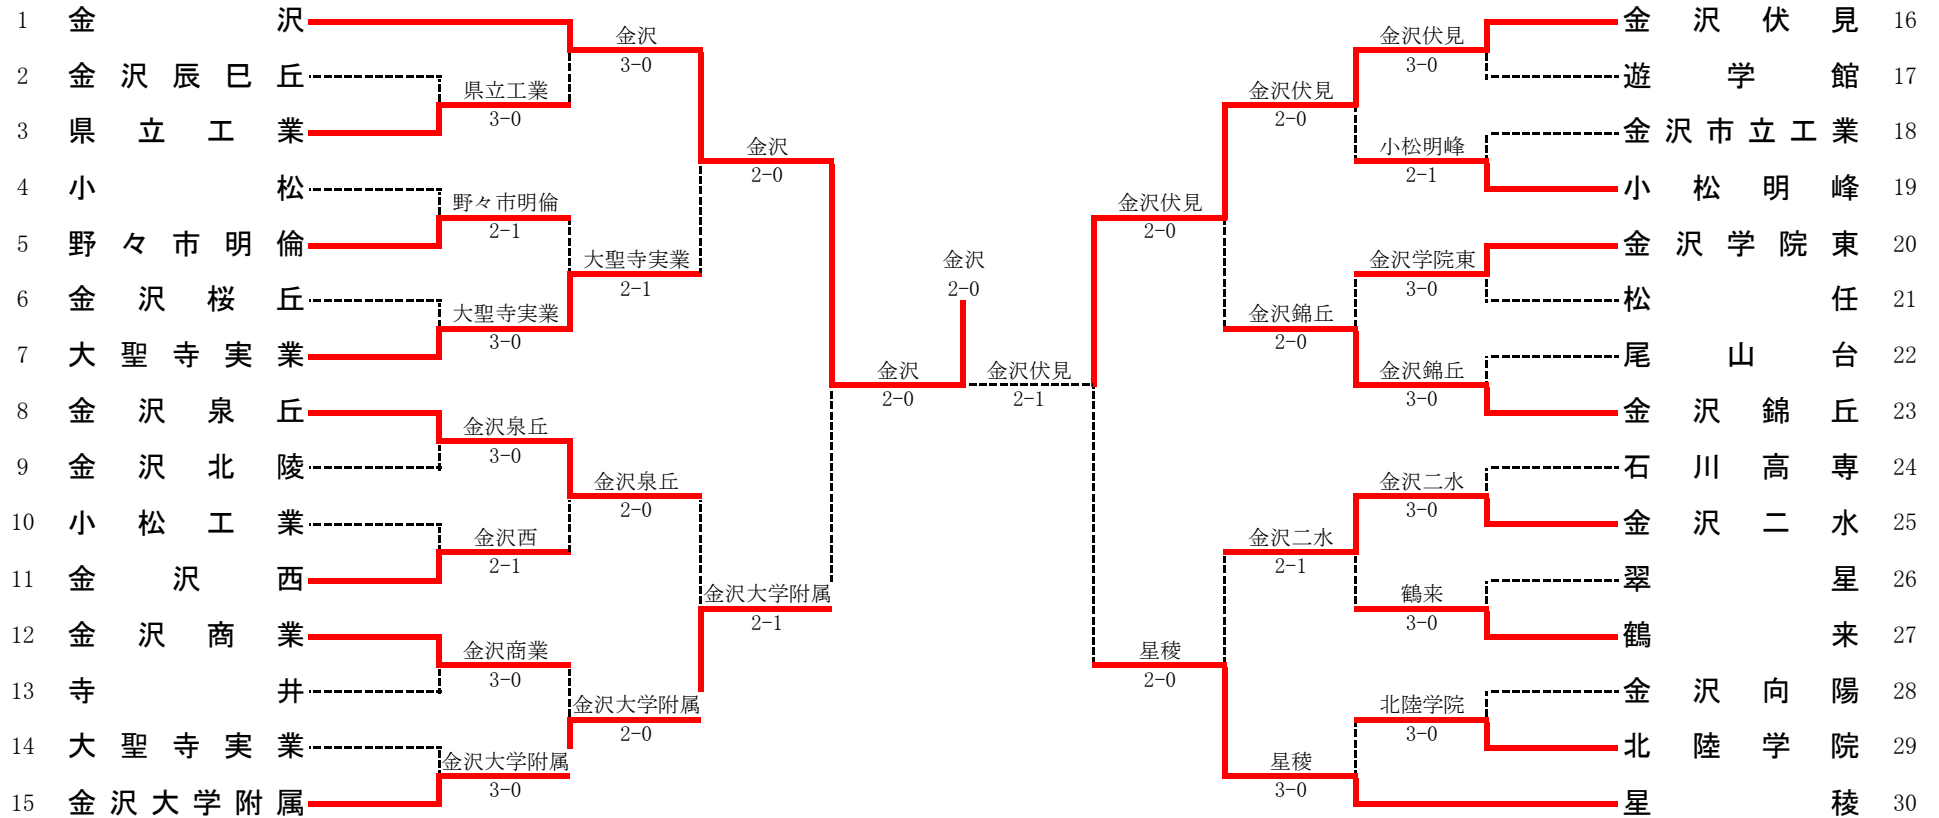 1 金沢
2 金沢辰巳丘
3 県立工業
4 小松
5 野々市明倫
6 金沢桜丘
7 大聖寺実業
8 金沢泉丘
9 金沢北陵
10 小松工業
11 金沢西
12 金沢商業
13 寺井
14 大聖寺実業
15 金沢大学附属
県立工業
3-0
野々市明倫
2-1
大聖寺実業
3-0
金沢泉丘
3-0
金沢西
2-1
金沢商業
3-0
金沢大学附属
3-0
金沢
3-0
大聖寺実業
2-1
金沢泉丘
2-0
金沢大学附属
2-0
金沢
2-0
金沢大学附属
2-1
金沢
2-0
金沢
2-0
金沢伏見
2-1
金沢伏見
2-0
星稜
2-0
金沢伏見
2-0
金沢錦丘
2-0
金沢二水
2-1
星稜
3-0
金沢伏見
3-0
小松明峰
2-1
金沢学院東
3-0
金沢錦丘
3-0
金沢二水
3-0
鶴来
3-0
北陸学院
3-0
金沢伏見 16
遊学館 17
金沢市立工業 18
小松明峰 19
金沢学院東 20
松任 21
尾山台 22
金沢錦丘 23
石川高専 24
金沢二水 25
翠星 26
鶴来 27
金沢向陽 28
北陸学院 29
星稜 30